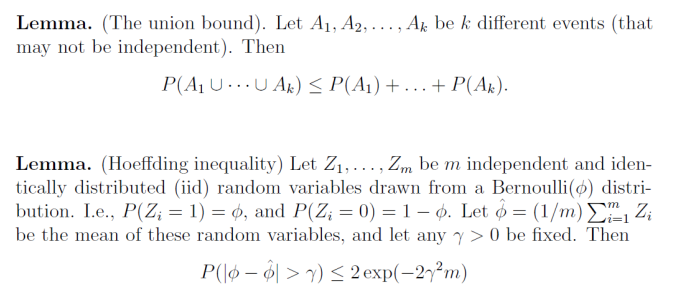 Lemma. (The union bound). Let A₁, A₂, . . . , Aₖ be k different events (that
may not be independent). Then
P(A₁ ∪ · · · ∪ Aₖ) ≤ P(A₁) + . . . + P(Aₖ).
Lemma. (Hoeffding inequality) Let Z₁, . . . , Zₘ be m independent and iden-
tically distributed (iid) random variables drawn from a Bernoulli(ϕ) distri-
bution. I.e., P(Zᵢ = 1) = ϕ, and P(Zᵢ = 0) = 1 − ϕ. Let ϕ̂ = (1/m) ∑ᵢ₌₁ᵐ Zᵢ
be the mean of these random variables, and let any γ > 0 be fixed. Then
P(|ϕ − ϕ̂| > γ) ≤ 2 exp(−2γ²m)